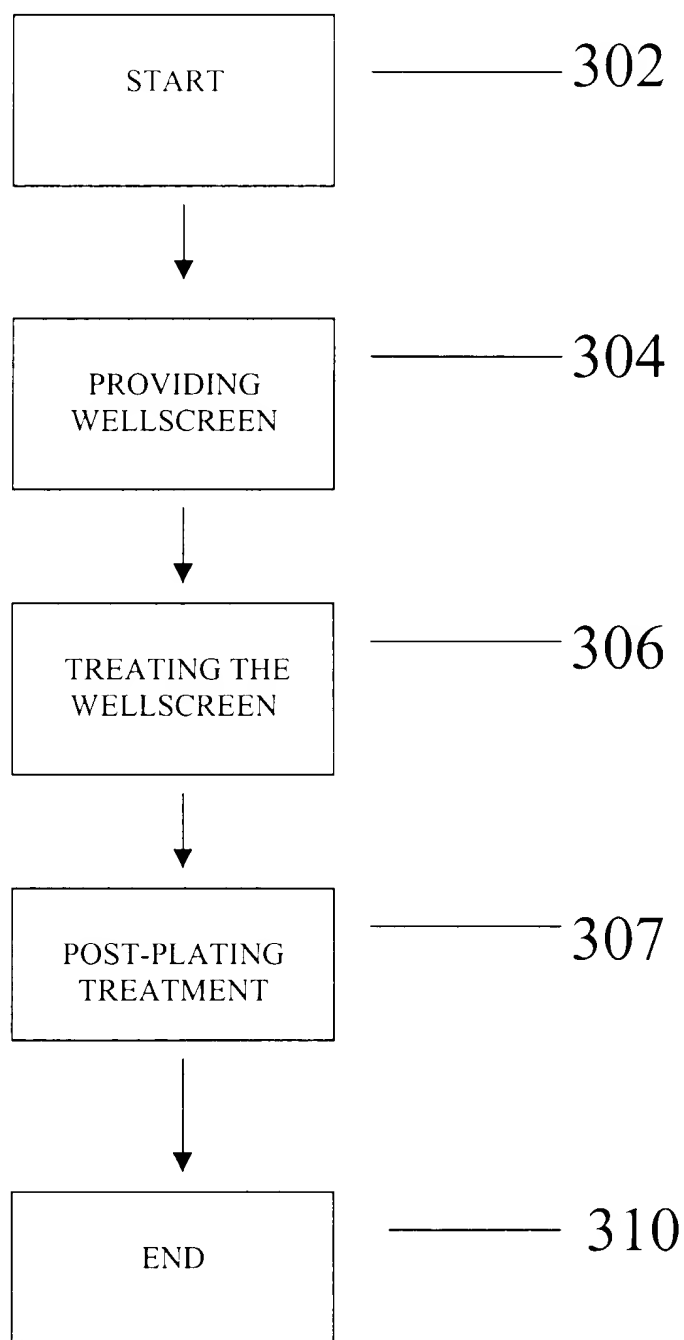 START
302
PROVIDING
WELLSCREEN
304
TREATING THE
WELLSCREEN
306
POST-PLATING
TREATMENT
307
END
310